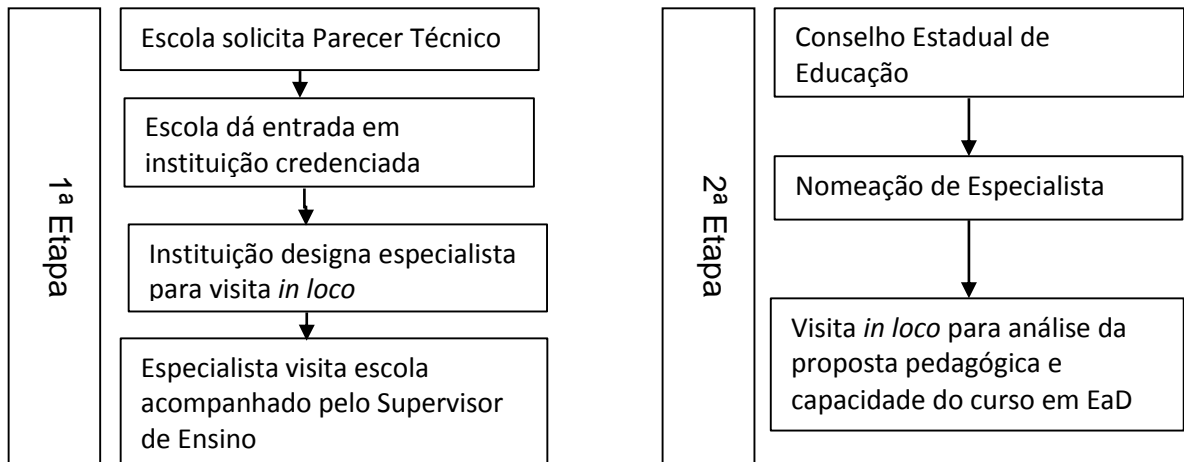 1ª Etapa
Escola solicita Parecer Técnico
Escola dá entrada em
instituição credenciada
Instituição designa especialista
para visita in loco
Especialista visita escola
acompanhado pelo Supervisor
de Ensino
2ª Etapa
Conselho Estadual de
Educação
Nomeação de Especialista
Visita in loco para análise da
proposta pedagógica e
capacidade do curso em EaD